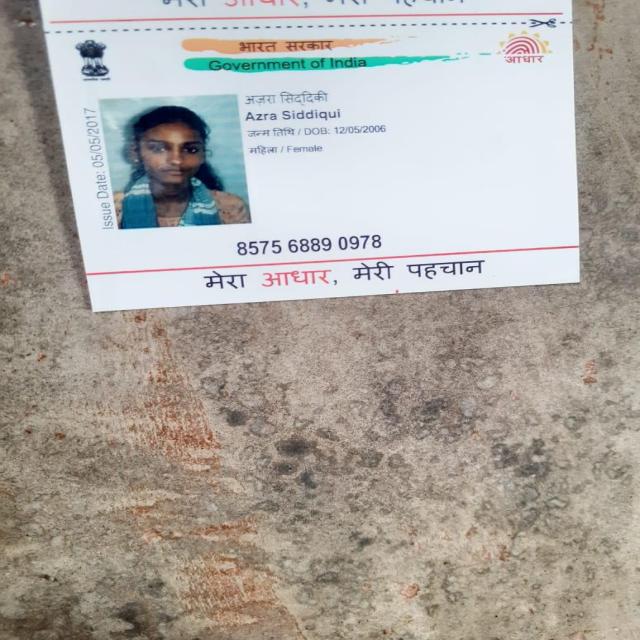 मेरा आधार, मेरी पहचान
भारत सरकार
Government of India
आधार
Issue Date: 05/05/2017
अज़रा सिद्दिकी
Azra Siddiqui
जन्म तिथि / DOB: 12/05/2006
महिला / Female
8575 6889 0978
मेरा आधार, मेरी पहचान